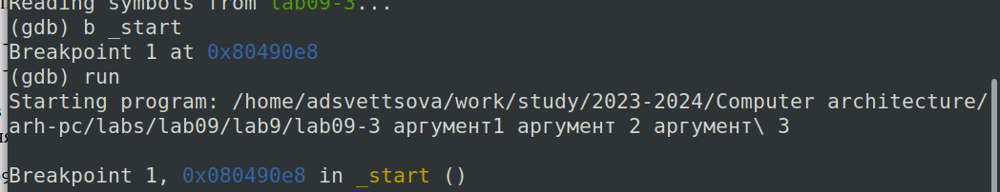 Reading symbols from lab09-3...
(gdb) b _start
Breakpoint 1 at 0x80490e8
(gdb) run
Starting program: /home/adsvettsova/work/study/2023-2024/Computer architecture/
arh-pc/labs/lab09/lab9/lab09-3 аргумент1 аргумент 2 аргумент\ 3
Breakpoint 1, 0x080490e8 in _start ()